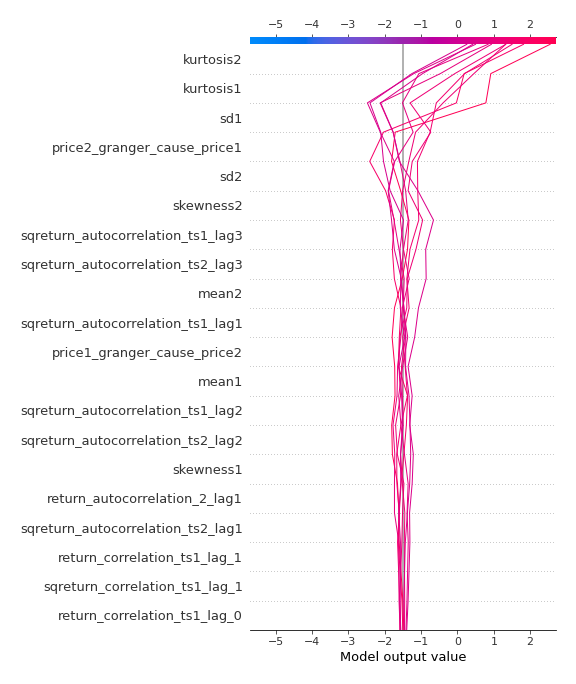 −5 −4 −3 −2 −1 0 1 2
kurtosis2
kurtosis1
sd1
price2_granger_cause_price1
sd2
skewness2
sqreturn_autocorrelation_ts1_lag3
sqreturn_autocorrelation_ts2_lag3
mean2
sqreturn_autocorrelation_ts1_lag1
price1_granger_cause_price2
mean1
sqreturn_autocorrelation_ts1_lag2
sqreturn_autocorrelation_ts2_lag2
skewness1
return_autocorrelation_2_lag1
sqreturn_autocorrelation_ts2_lag1
return_correlation_ts1_lag_1
sqreturn_correlation_ts1_lag_1
return_correlation_ts1_lag_0
−5 −4 −3 −2 −1 0 1 2
Model output value